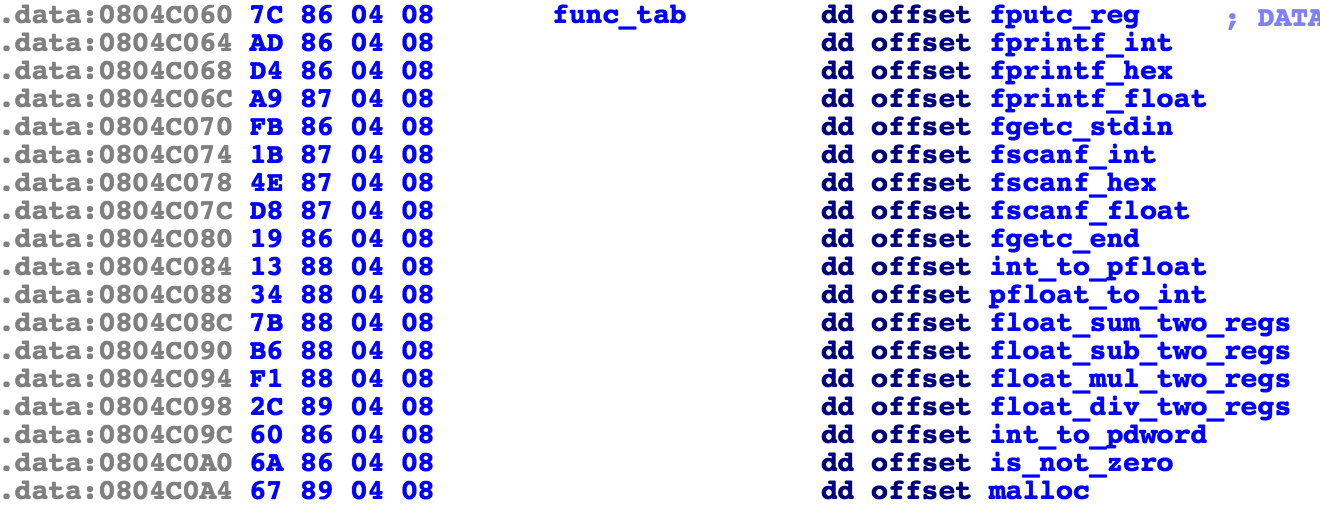 .data:0804C060 7C 86 04 08 func_tab dd offset fputc_reg ; DATA
.data:0804C064 AD 86 04 08 dd offset fprintf_int
.data:0804C068 D4 86 04 08 dd offset fprintf_hex
.data:0804C06C A9 87 04 08 dd offset fprintf_float
.data:0804C070 FB 86 04 08 dd offset fgetc_stdin
.data:0804C074 1B 87 04 08 dd offset fscanf_int
.data:0804C078 4E 87 04 08 dd offset fscanf_hex
.data:0804C07C D8 87 04 08 dd offset fscanf_float
.data:0804C080 19 86 04 08 dd offset fgetc_end
.data:0804C084 13 88 04 08 dd offset int_to_pfloat
.data:0804C088 34 88 04 08 dd offset pfloat_to_int
.data:0804C08C 7B 88 04 08 dd offset float_sum_two_regs
.data:0804C090 B6 88 04 08 dd offset float_sub_two_regs
.data:0804C094 F1 88 04 08 dd offset float_mul_two_regs
.data:0804C098 2C 89 04 08 dd offset float_div_two_regs
.data:0804C09C 60 86 04 08 dd offset int_to_pdword
.data:0804C0A0 6A 86 04 08 dd offset is_not_zero
.data:0804C0A4 67 89 04 08 dd offset malloc